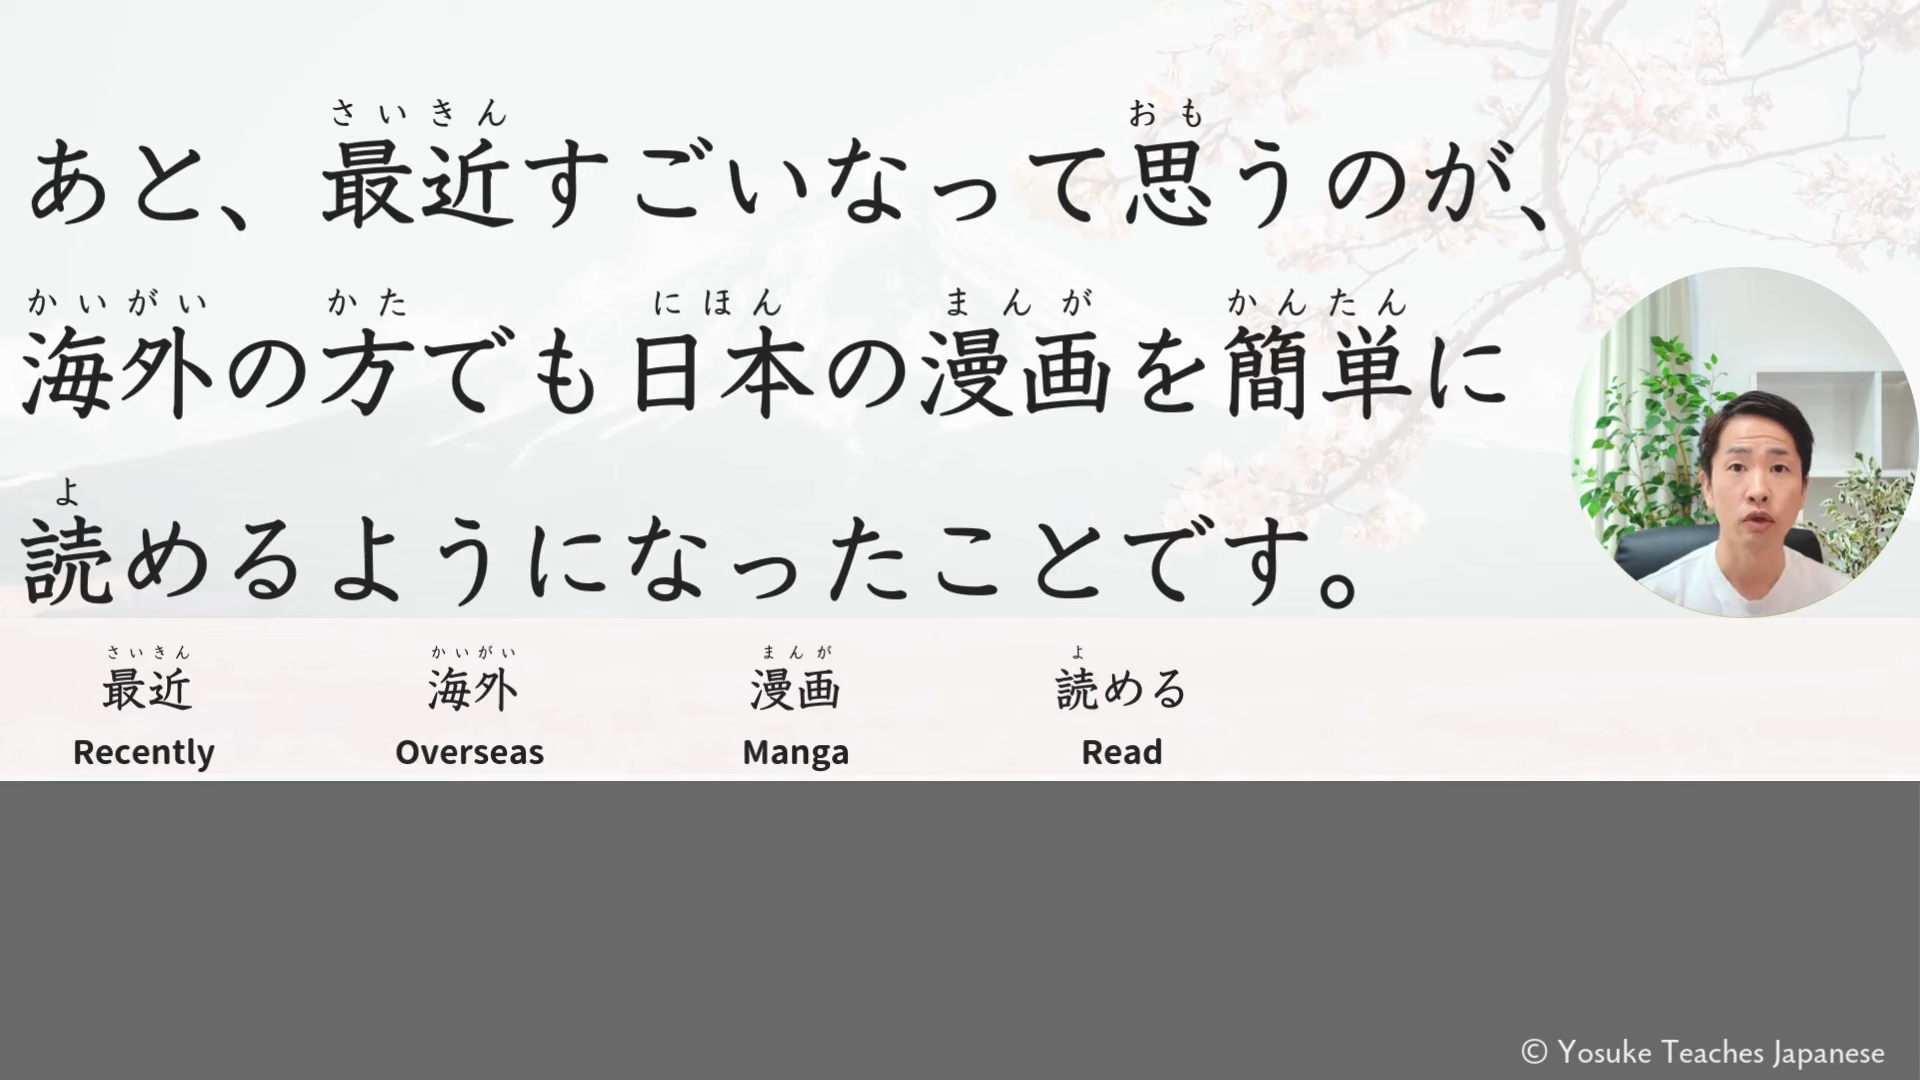 さいきん おも
あと、最近すごいなって思うのが、
かいがい かた にほん まんが かんたん
海外の方でも日本の漫画を簡単に
よ
読めるようになったことです。
さいきん かいがい まんが よ
最近 海外 漫画 読める
Recently Overseas Manga Read
© Yosuke Teaches Japanese